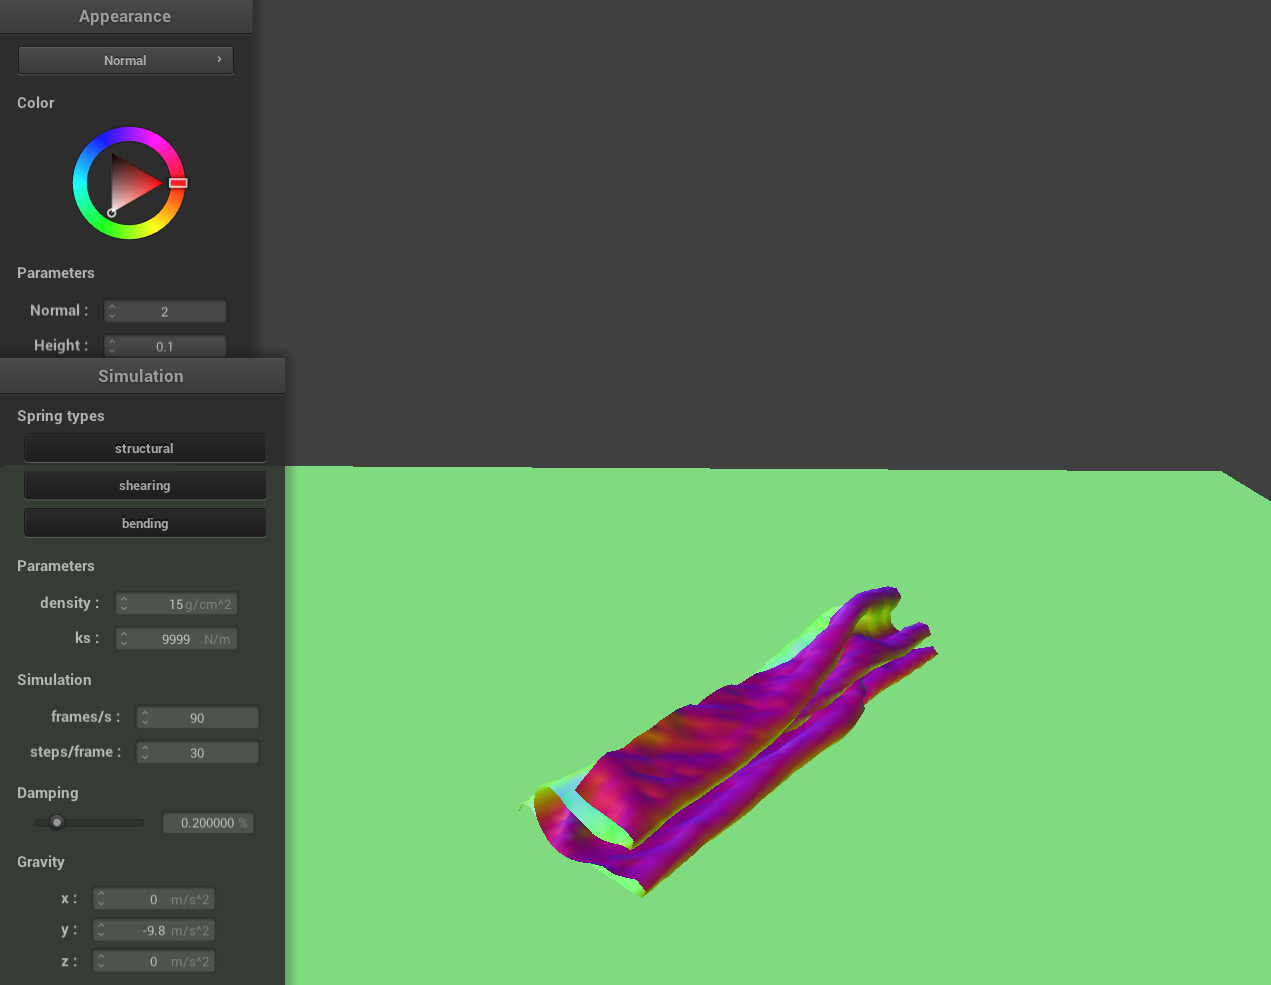 Appearance
Normal
Color
Parameters
Normal : 2
Height : 0.1
Simulation
Spring types
structural
shearing
bending
Parameters
density : 15 g/cm^2
ks : 9999 N/m
Simulation
frames/s : 90
steps/frame : 30
Damping
0.200000 %
Gravity
x : 0 m/s^2
y : -9.8 m/s^2
z : 0 m/s^2